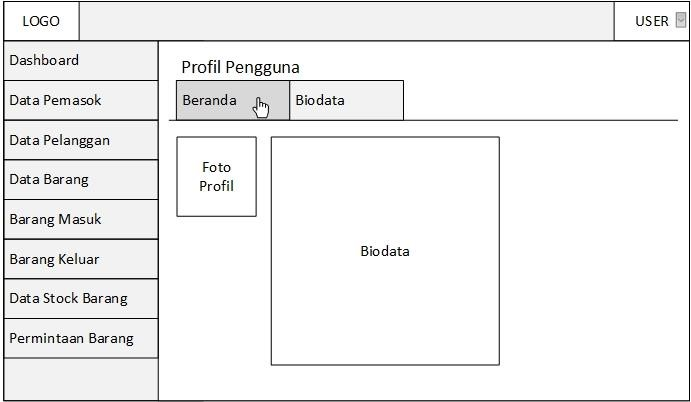 LOGO
USER
Dashboard
Data Pemasok
Data Pelanggan
Data Barang
Barang Masuk
Barang Keluar
Data Stock Barang
Permintaan Barang
Profil Pengguna
Beranda
Biodata
Foto
Profil
Biodata